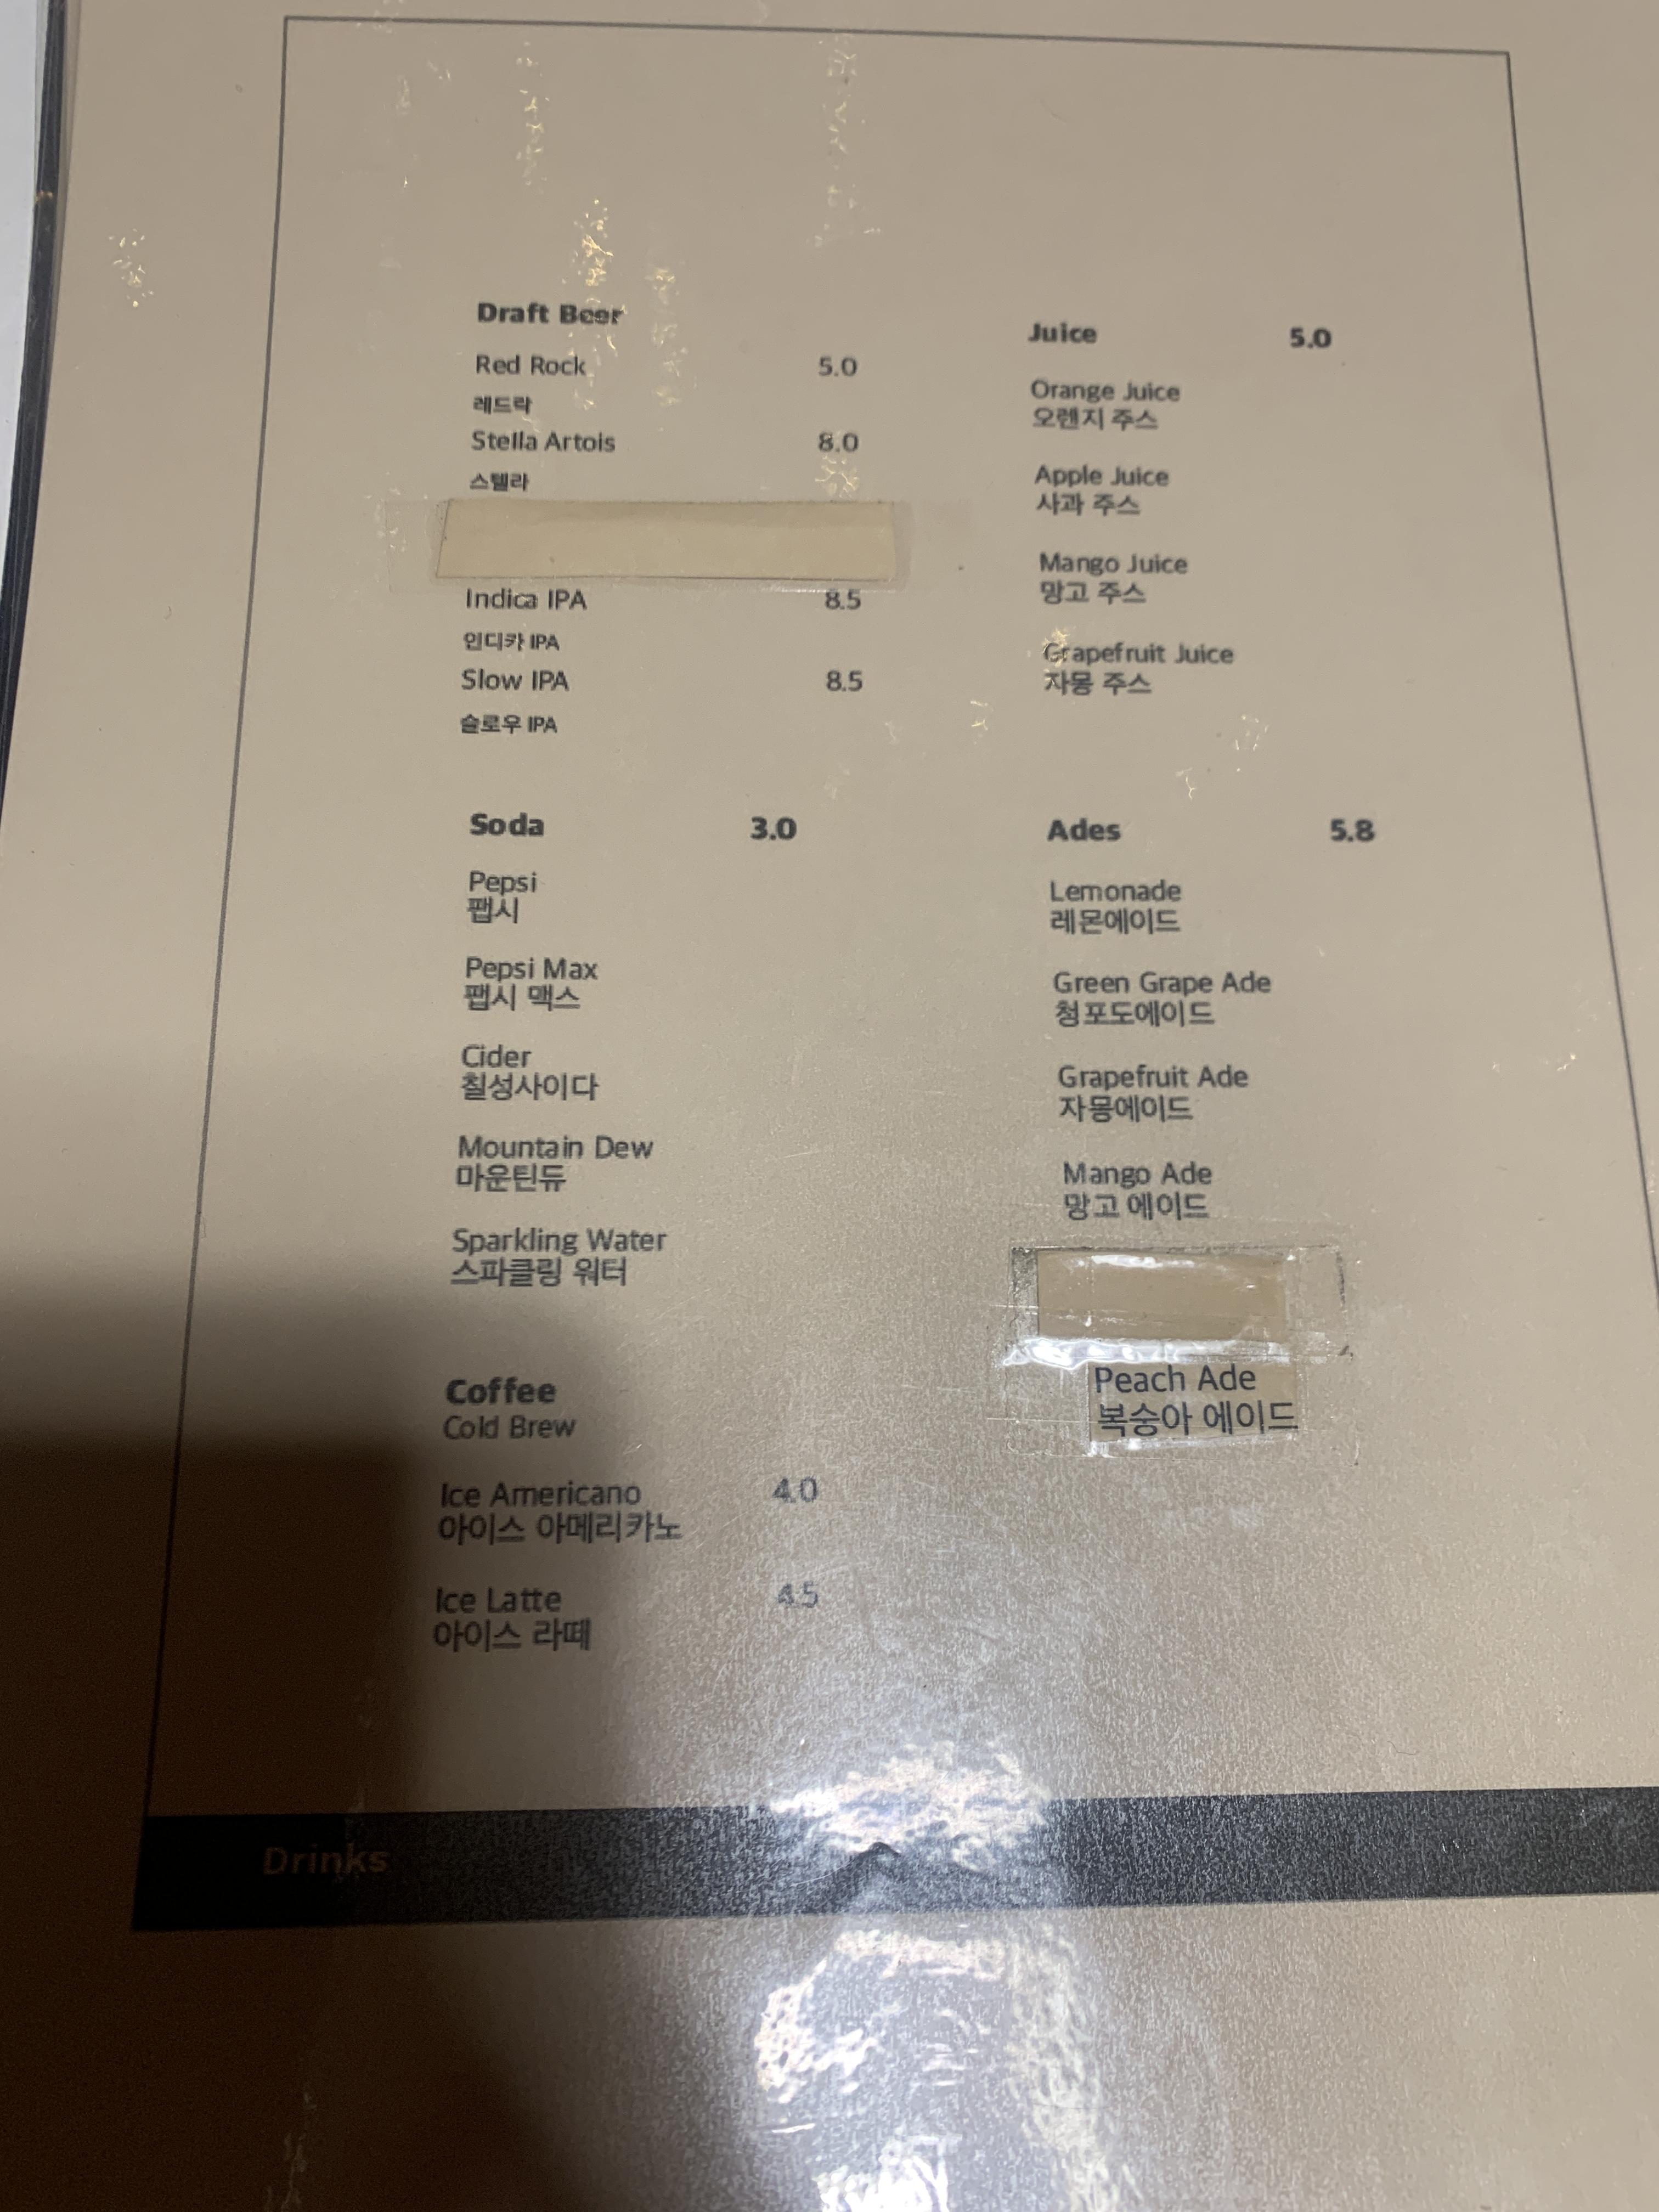 Draft Beer
Red Rock 5.0
레드락
Stella Artois 8.0
스텔라
Indica IPA 8.5
인디카 IPA
Slow IPA 8.5
슬로우 IPA
Soda 3.0
Pepsi
팹시
Pepsi Max
팹시 맥스
Cider
칠성사이다
Mountain Dew
마운틴듀
Sparkling Water
스파클링 워터
Coffee
Cold Brew
Ice Americano 4.0
아이스 아메리카노
Ice Latte 4.5
아이스 라떼
Juice 5.0
Orange Juice
오렌지 주스
Apple Juice
사과 주스
Mango Juice
망고 주스
Grapefruit Juice
자몽 주스
Ades 5.8
Lemonade
레몬에이드
Green Grape Ade
청포도에이드
Grapefruit Ade
자몽에이드
Mango Ade
망고 에이드
Peach Ade
복숭아 에이드
Drinks